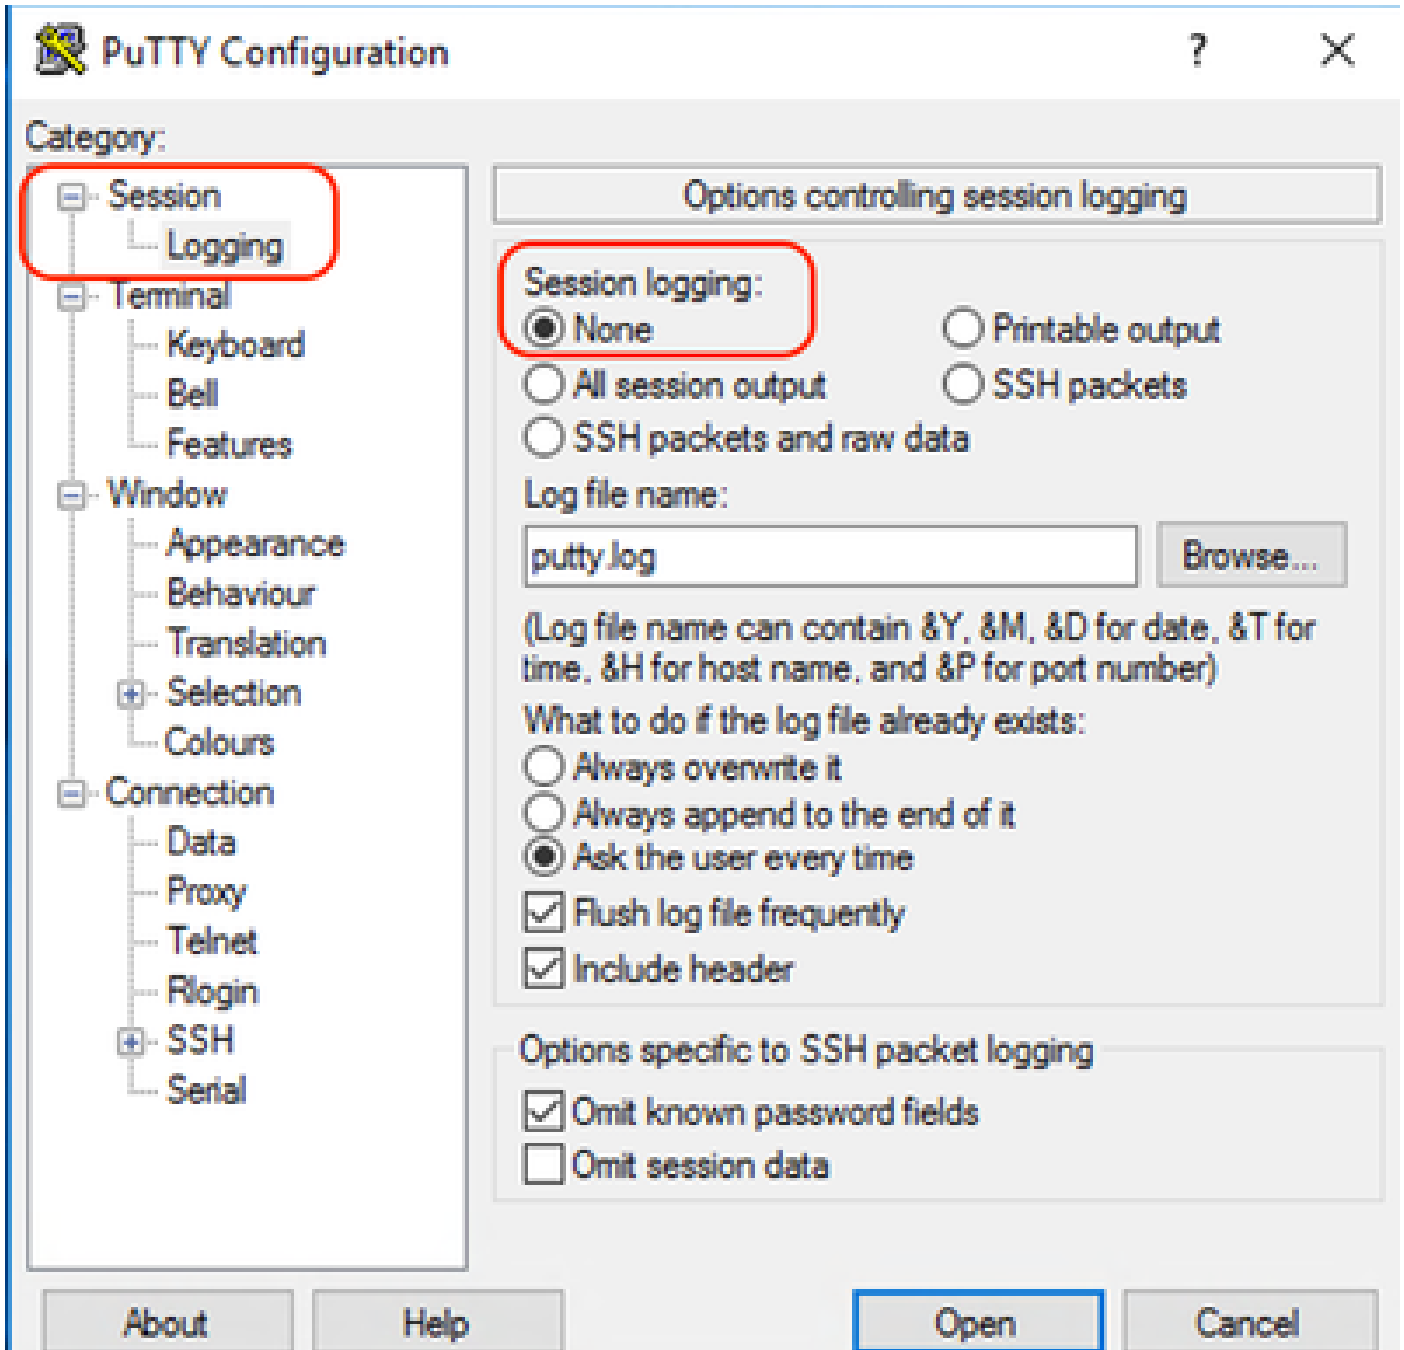 PuTTY Configuration
?
Category:
Session
Logging
Terminal
Keyboard
Bell
Features
Window
Appearance
Behaviour
Translation
Selection
Colours
Connection
Data
Proxy
Telnet
Rlogin
SSH
Serial
Options controlling session logging
Session logging:
None
Printable output
All session output
SSH packets
SSH packets and raw data
Log file name:
putty.log
Browse...
(Log file name can contain &Y, &M, &D for date, &T for
time, &H for host name, and &P for port number)
What to do if the log file already exists:
Always overwrite it
Always append to the end of it
Ask the user every time
Flush log file frequently
Include header
Options specific to SSH packet logging
Omit known password fields
Omit session data
About
Help
Open
Cancel